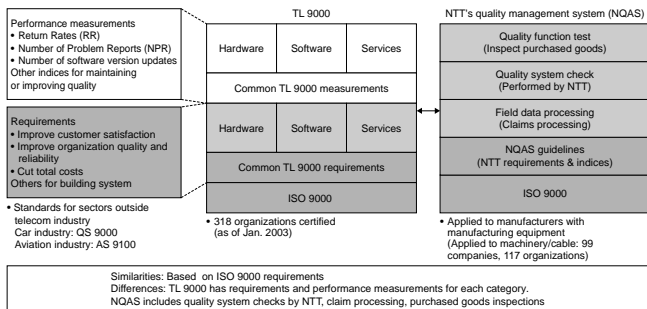 Performance measurements
• Return Rates (RR)
• Number of Problem Reports (NPR)
• Number of software version updates
Other indices for maintaining
or improving quality
Requirements
• Improve customer satisfaction
• Improve organization quality and
reliability
• Cut total costs
Others for building system
• Standards for sectors outside
telecom industry
Car industry: QS 9000
Aviation industry: AS 9100
TL 9000
Hardware
Software
Services
Common TL 9000 measurements
Hardware
Software
Services
Common TL 9000 requirements
ISO 9000
• 318 organizations certified
(as of Jan. 2003)
NTT's quality management system (NQAS)
Quality function test
(Inspect purchased goods)
Quality system check
(Performed by NTT)
Field data processing
(Claims processing)
NQAS guidelines
(NTT requirements & indices)
ISO 9000
• Applied to manufacturers with
manufacturing equipment
(Applied to machinery/cable: 99
companies, 117 organizations)
Similarities: Based on ISO 9000 requirements
Differences: TL 9000 has requirements and performance measurements for each category.
NQAS includes quality system checks by NTT, claim processing, purchased goods inspections